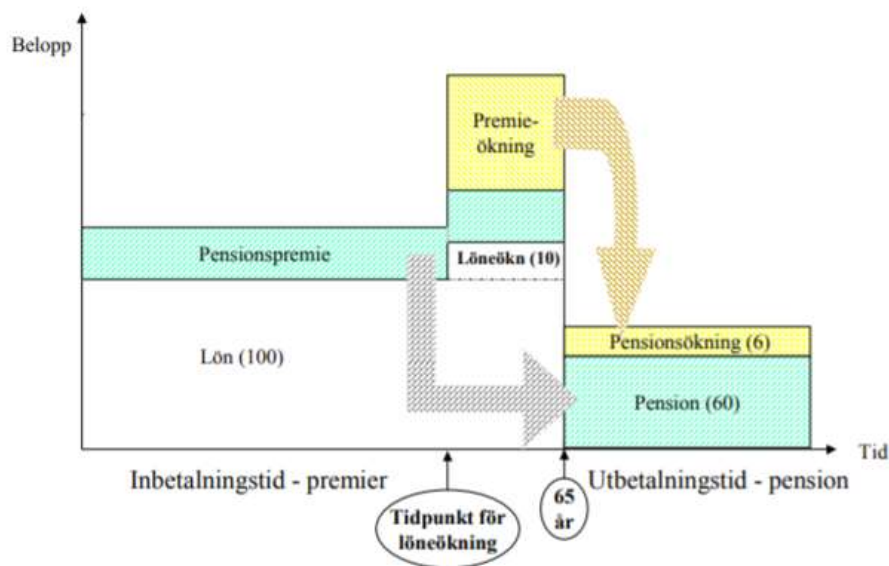 Belopp
Premie-
ökning
Pensionspremie
Löneökn (10)
Lön (100)
Pensionsökning (6)
Pension (60)
Tid
Inbetalningstid - premier
Utbetalningstid - pension
65
år
Tidpunkt för
löneökning